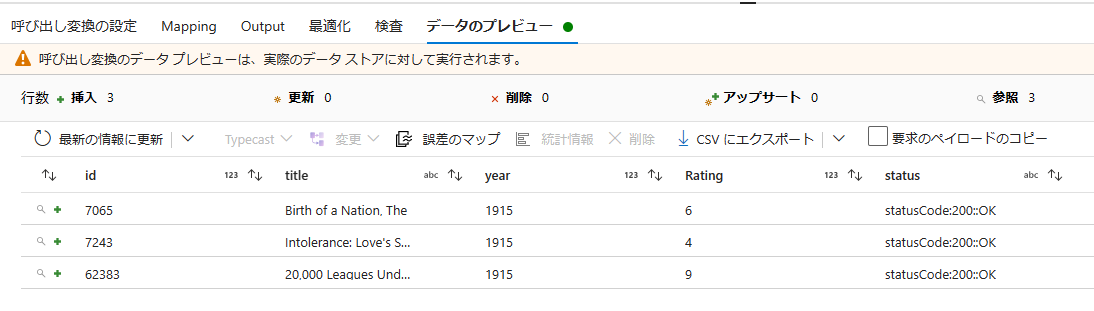 呼び出し変換の設定 Mapping Output 最適化 検査 データのプレビュー
呼び出し変換のデータ プレビューは、実際のデータ ストアに対して実行されます。
行数 挿入 3 更新 0 削除 0 アップサート 0 参照 3
最新の情報に更新 Typecast 変更 誤差のマップ 統計情報 削除 CSV にエクスポート 要求のペイロードのコピー
id 123 title abc year 123 Rating 123 status abc
7065 Birth of a Nation, The 1915 6 statusCode:200::OK
7243 Intolerance: Love's S... 1915 4 statusCode:200::OK
62383 20,000 Leagues Und... 1915 9 statusCode:200::OK